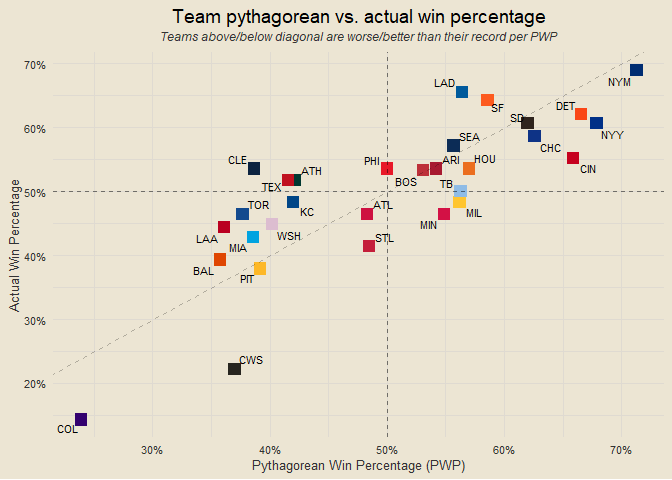 Team pythagorean vs. actual win percentage
Teams above/below diagonal are worse/better than their record per PWP
70%
60%
50%
40%
30%
20%
Actual Win Percentage
NYM
LAD
SF
DET
SD
NYY
SEA
CHC
CLE
ATH
PHI
ARI
HOU
CIN
BOS
TEX
TB
TOR
KC
ATL
MIL
LAA
MIN
MIA
WSH
STL
BAL
PIT
CWS
COL
30%
40%
50%
60%
70%
Pythagorean Win Percentage (PWP)